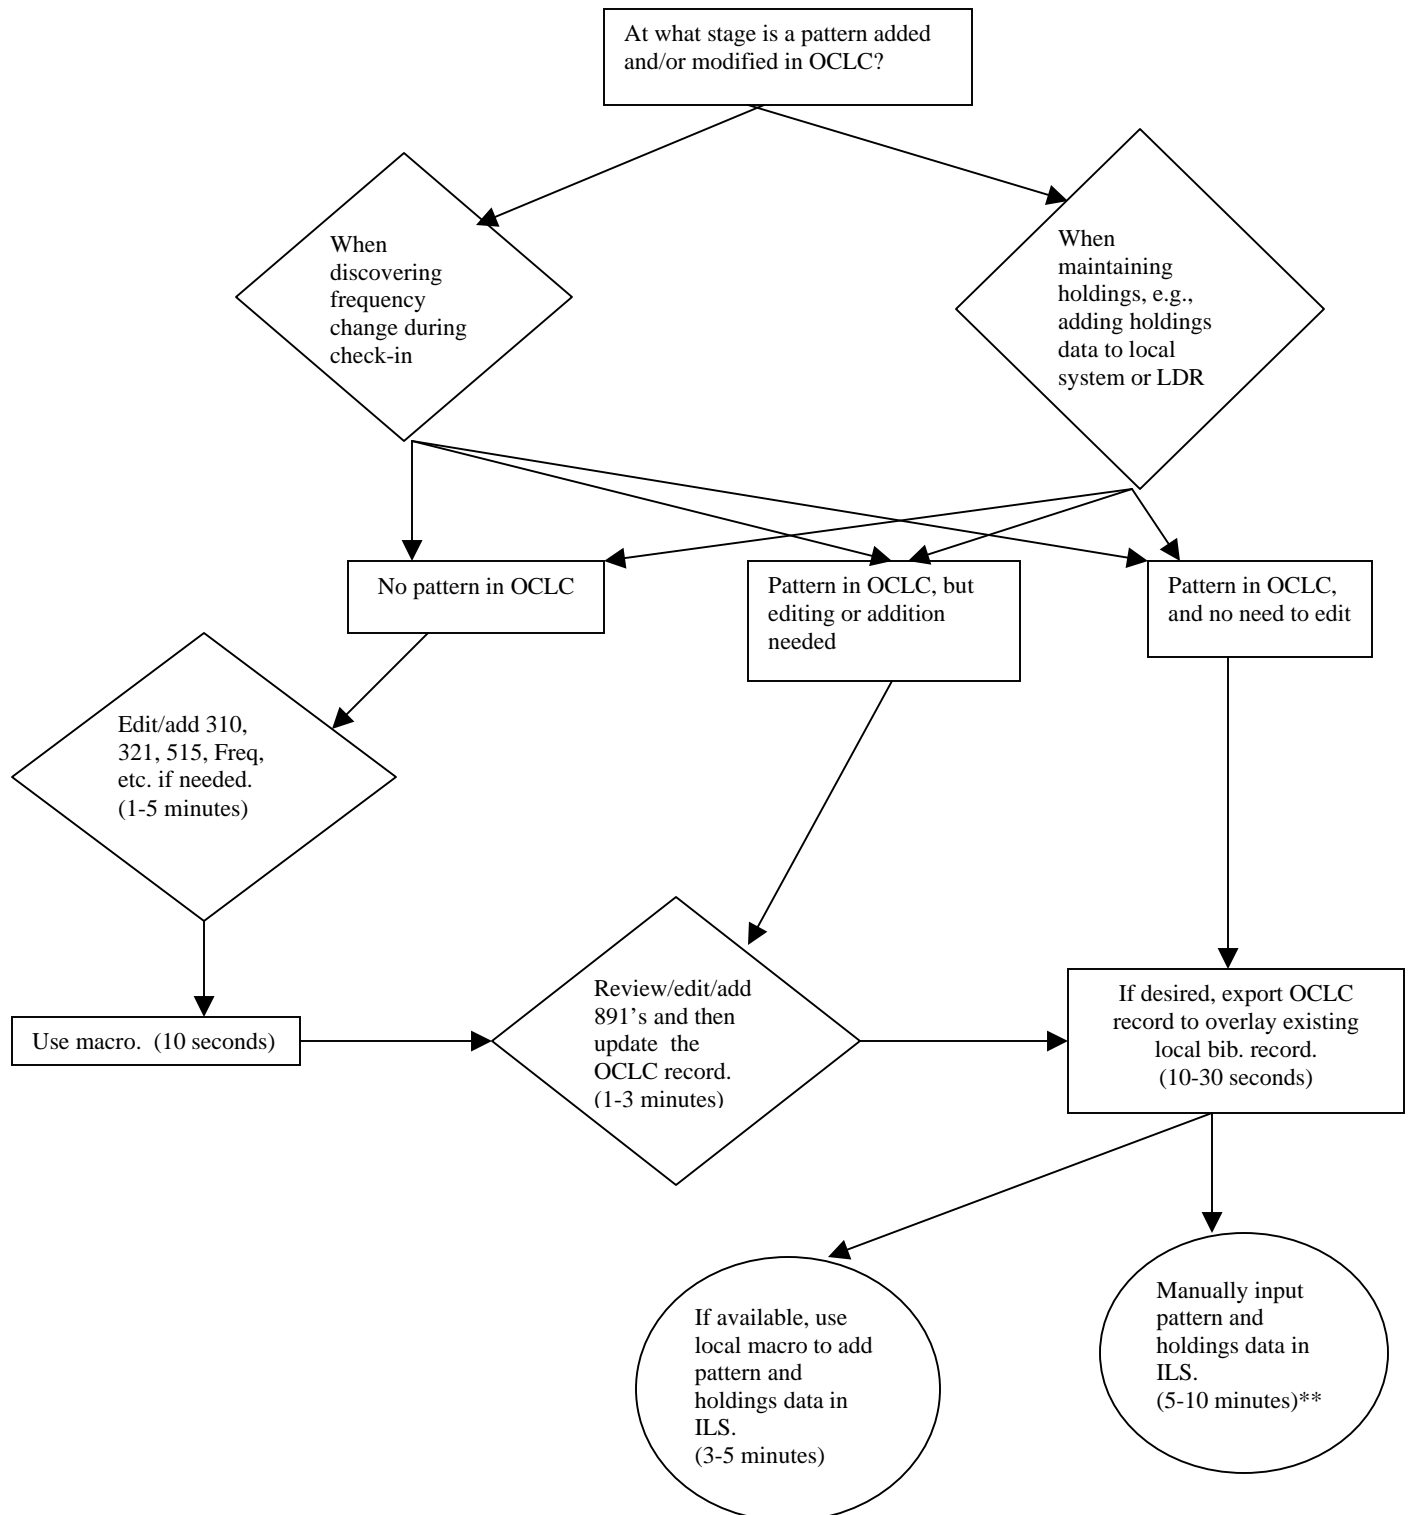 At what stage is a pattern added
and/or modified in OCLC?
When
discovering
frequency
change during
check-in
When
maintaining
holdings, e.g.,
adding holdings
data to local
system or LDR
No pattern in OCLC
Pattern in OCLC, but
editing or addition
needed
Pattern in OCLC,
and no need to edit
Edit/add 310,
321, 515, Freq,
etc. if needed.
(1-5 minutes)
Use macro.  (10 seconds)
Review/edit/add
891's and then
update  the
OCLC record.
(1-3 minutes)
If desired, export OCLC
record to overlay existing
local bib. record.
(10-30 seconds)
If available, use
local macro to add
pattern and
holdings data in
ILS.
(3-5 minutes)
Manually input
pattern and
holdings data in
ILS.
(5-10 minutes)**